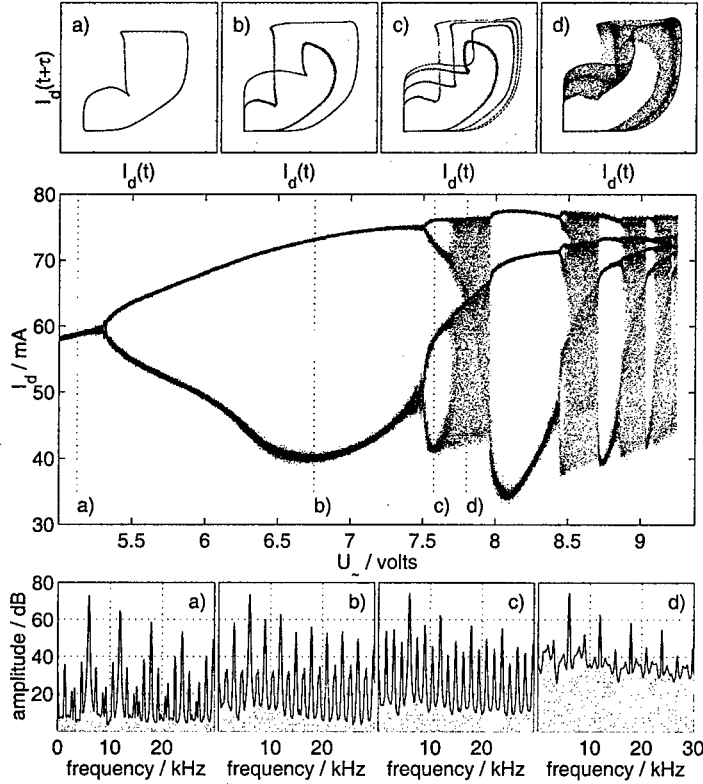 a) b) c) d)
I_d(t+τ)
I_d(t) I_d(t) I_d(t) I_d(t)
80
70
60
50
40
30
I_d / mA
a) b) c) d)
5.5 6 6.5 7 7.5 8 8.5 9
U_~ / volts
80
60
40
20
amplitude / dB
a) b) c) d)
0 10 20 10 20 10 20 0 10 20 30
frequency / kHz frequency / kHz frequency / kHz frequency / kHz